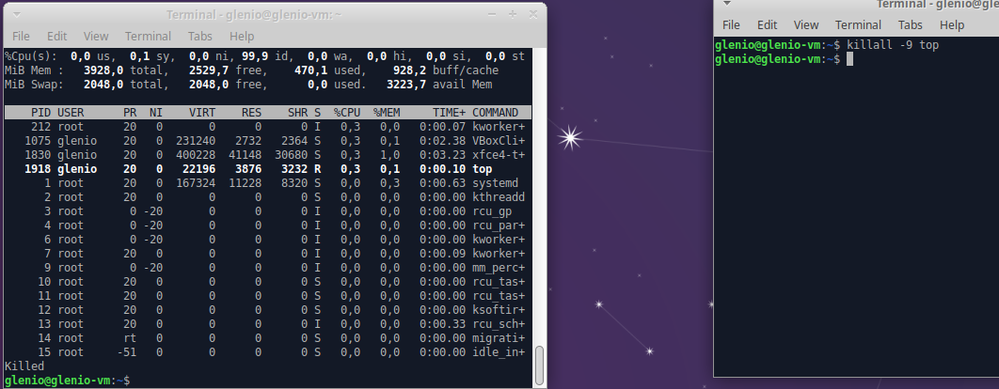 Terminal - glenio@glenio-vm: ~
File Edit View Terminal Tabs Help
%Cpu(s): 0,0 us, 0,1 sy, 0,0 ni, 99,9 id, 0,0 wa, 0,0 hi, 0,0 si, 0,0 st
MiB Mem : 3928,0 total, 2529,7 free, 470,1 used, 928,2 buff/cache
MiB Swap: 2048,0 total, 2048,0 free, 0,0 used. 3223,7 avail Mem
PID USER PR NI VIRT RES SHR S %CPU %MEM TIME+ COMMAND
212 root 20 0 0 0 0 I 0,3 0,0 0:00.07 kworker+
1075 glenio 20 0 231240 2732 2364 S 0,3 0,1 0:02.38 VBoxCli+
1830 glenio 20 0 400228 41148 30680 S 0,3 1,0 0:03.23 xfce4-t+
1918 glenio 20 0 22196 3876 3232 R 0,3 0,1 0:00.10 top
1 root 20 0 167324 11228 8320 S 0,0 0,3 0:00.63 systemd
2 root 20 0 0 0 0 S 0,0 0,0 0:00.00 kthreadd
3 root 0 -20 0 0 0 I 0,0 0,0 0:00.00 rcu_gp
4 root 0 -20 0 0 0 I 0,0 0,0 0:00.00 rcu_par+
6 root 0 -20 0 0 0 I 0,0 0,0 0:00.00 kworker+
7 root 20 0 0 0 0 I 0,0 0,0 0:00.09 kworker+
9 root 0 -20 0 0 0 I 0,0 0,0 0:00.00 mm_perc+
10 root 20 0 0 0 0 S 0,0 0,0 0:00.00 rcu_tas+
11 root 20 0 0 0 0 S 0,0 0,0 0:00.00 rcu_tas+
12 root 20 0 0 0 0 S 0,0 0,0 0:00.00 ksoftir+
13 root 20 0 0 0 0 I 0,0 0,0 0:00.33 rcu_sch+
14 root rt 0 0 0 0 S 0,0 0,0 0:00.00 migrati+
15 root -51 0 0 0 0 S 0,0 0,0 0:00.00 idle_in+
Killed
glenio@glenio-vm:~$
Terminal - glenio@gle
File Edit View Terminal Tabs Help
glenio@glenio-vm:~$ killall -9 top
glenio@glenio-vm:~$